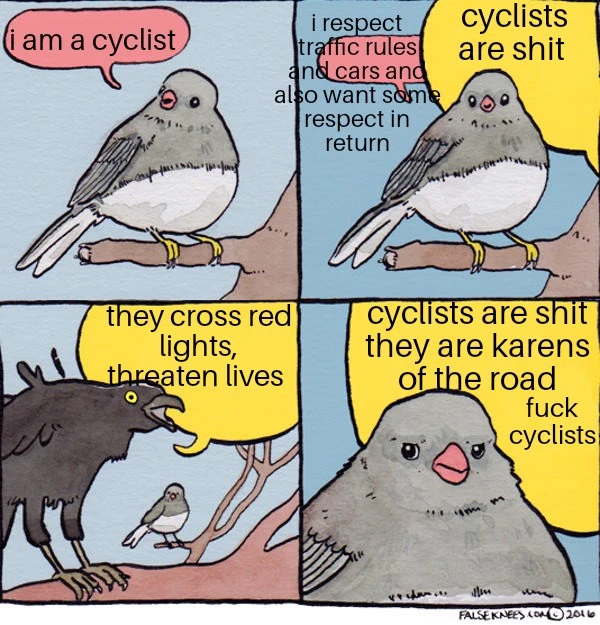 i am a cyclist
i respect
traffic rules
and cars and
also want some
respect in
return
cyclists
are shit
they cross red
lights,
threaten lives
cyclists are shit
they are karens
of the road
fuck
cyclists
FALSEKNEES.COM © 2016